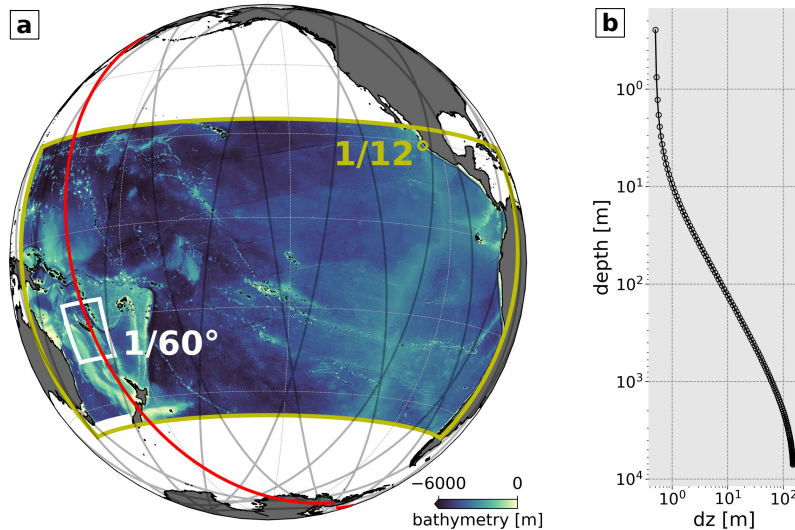 a
1/12°
1/60°
−6000 0
bathymetry [m]
b
10⁰
10¹
10²
10³
10⁴
depth [m]
10⁰ 10¹ 10²
dz [m]